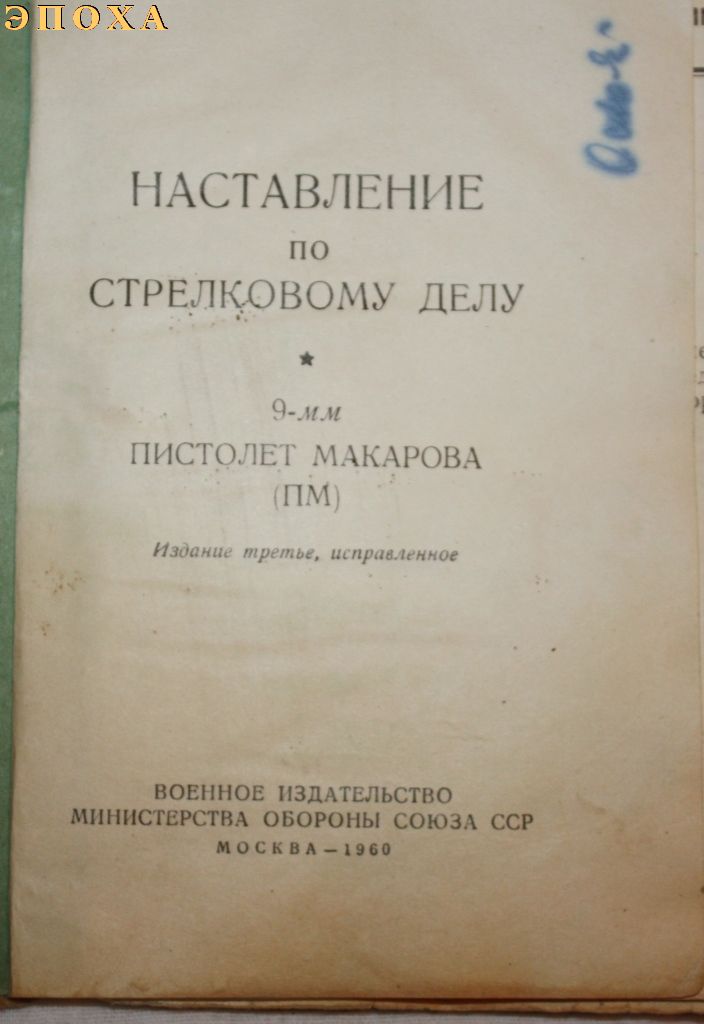 ЭПОХА
НАСТАВЛЕНИЕ
ПО
СТРЕЛКОВОМУ ДЕЛУ
9-мм
ПИСТОЛЕТ МАКАРОВА
(ПМ)
Издание третье, исправленное
ВОЕННОЕ ИЗДАТЕЛЬСТВО
МИНИСТЕРСТВА ОБОРОНЫ СОЮЗА ССР
МОСКВА — 1960